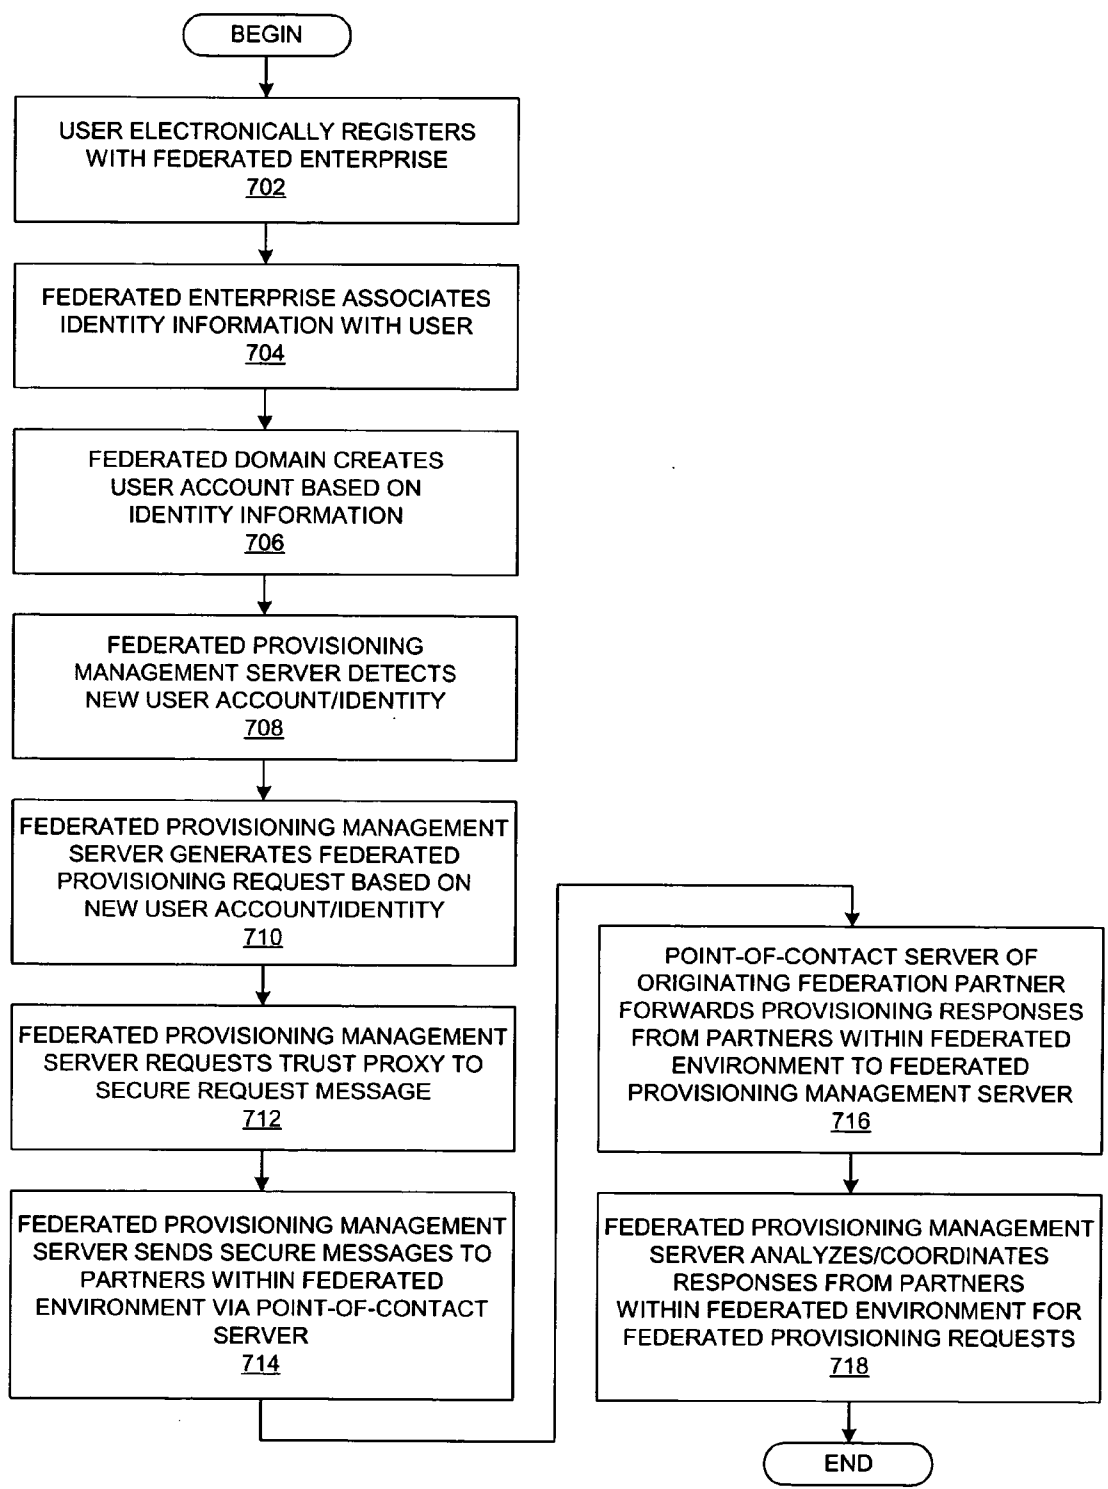 BEGIN
USER ELECTRONICALLY REGISTERS
WITH FEDERATED ENTERPRISE
702
FEDERATED ENTERPRISE ASSOCIATES
IDENTITY INFORMATION WITH USER
704
FEDERATED DOMAIN CREATES
USER ACCOUNT BASED ON
IDENTITY INFORMATION
706
FEDERATED PROVISIONING
MANAGEMENT SERVER DETECTS
NEW USER ACCOUNT/IDENTITY
708
FEDERATED PROVISIONING MANAGEMENT
SERVER GENERATES FEDERATED
PROVISIONING REQUEST BASED ON
NEW USER ACCOUNT/IDENTITY
710
FEDERATED PROVISIONING MANAGEMENT
SERVER REQUESTS TRUST PROXY TO
SECURE REQUEST MESSAGE
712
FEDERATED PROVISIONING MANAGEMENT
SERVER SENDS SECURE MESSAGES TO
PARTNERS WITHIN FEDERATED
ENVIRONMENT VIA POINT-OF-CONTACT
SERVER
714
POINT-OF-CONTACT SERVER OF
ORIGINATING FEDERATION PARTNER
FORWARDS PROVISIONING RESPONSES
FROM PARTNERS WITHIN FEDERATED
ENVIRONMENT TO FEDERATED
PROVISIONING MANAGEMENT SERVER
716
FEDERATED PROVISIONING MANAGEMENT
SERVER ANALYZES/COORDINATES
RESPONSES FROM PARTNERS
WITHIN FEDERATED ENVIRONMENT FOR
FEDERATED PROVISIONING REQUESTS
718
END